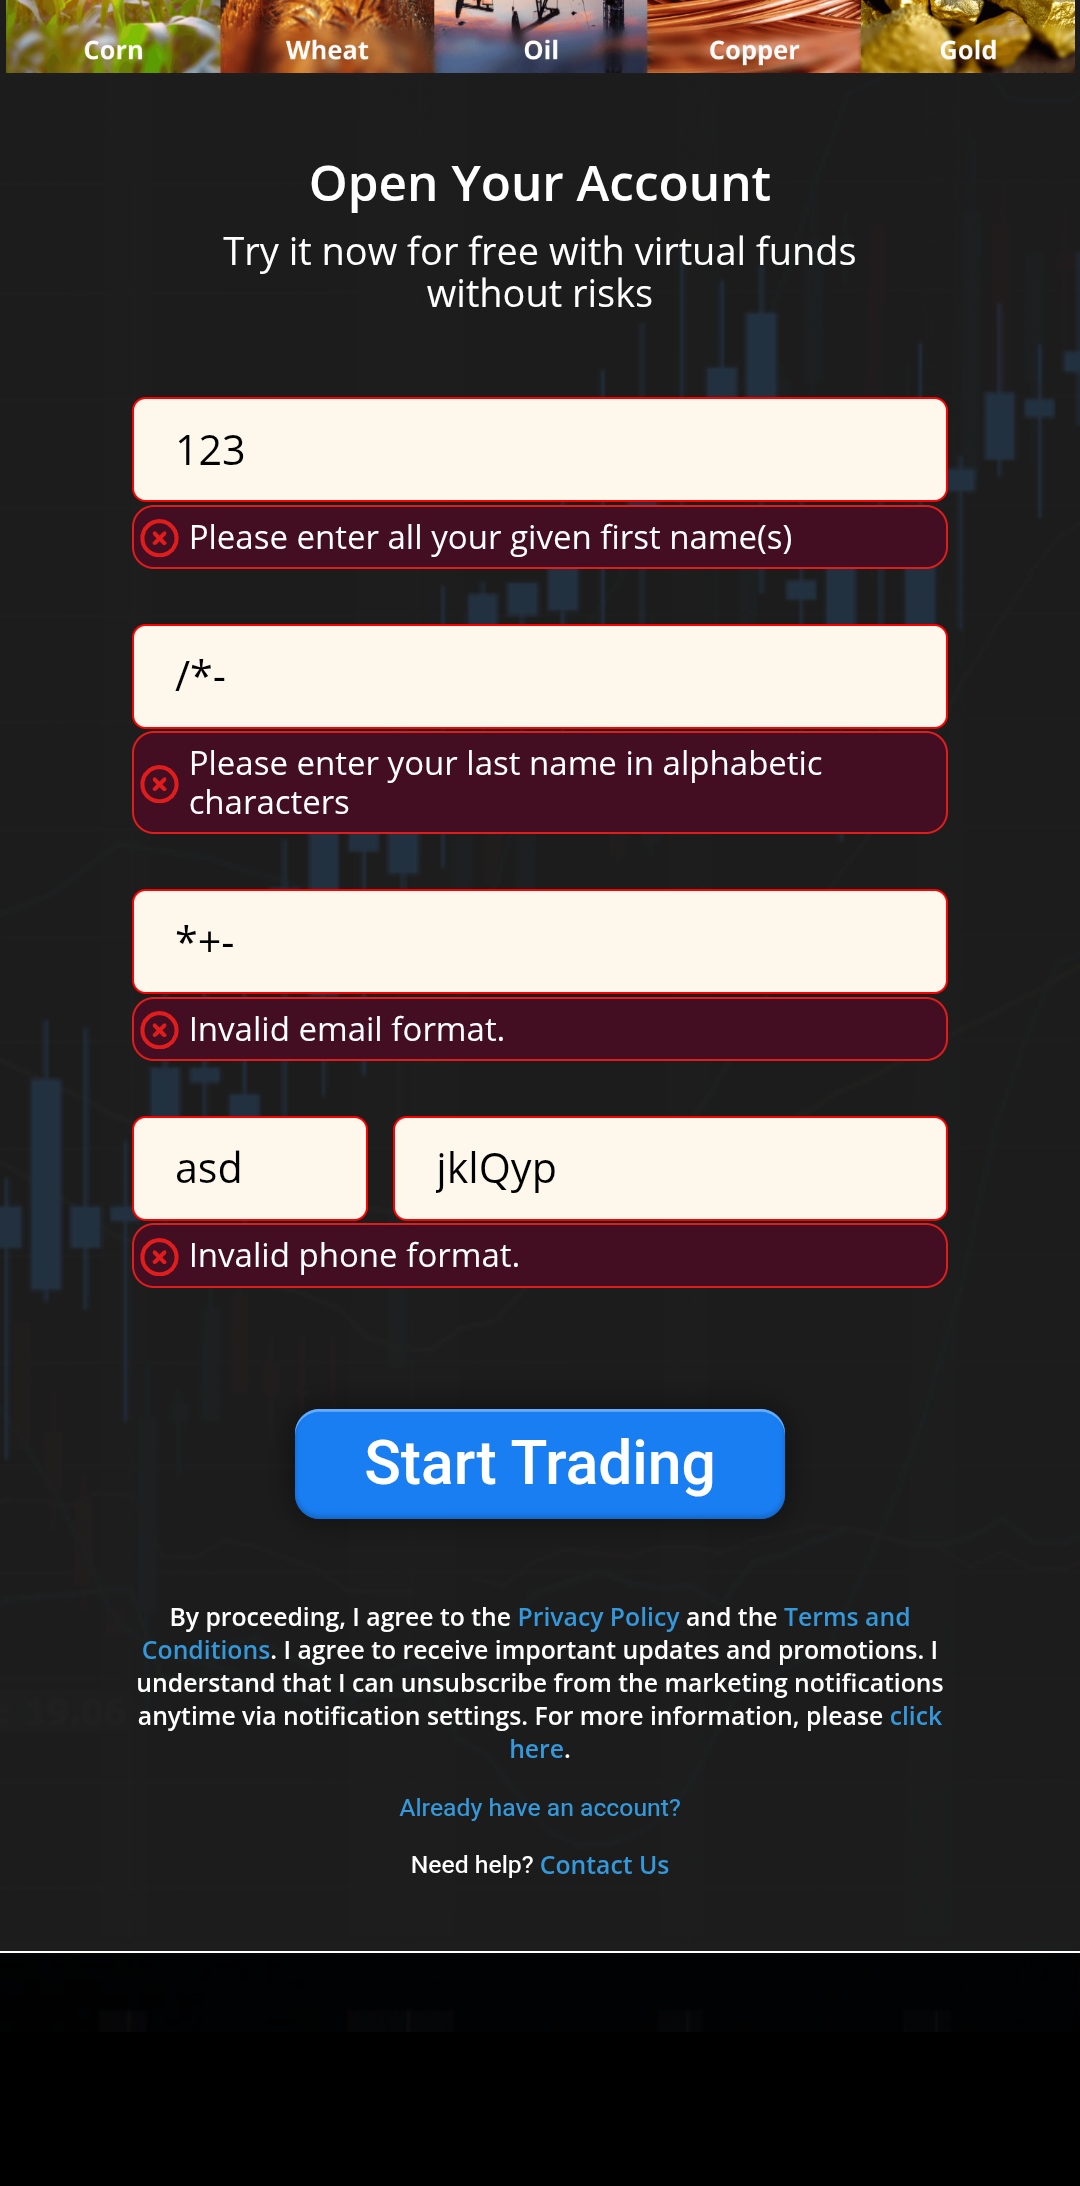 Corn Wheat Oil Copper Gold
Open Your Account
Try it now for free with virtual funds
without risks
123
Please enter all your given first name(s)
/*-
Please enter your last name in alphabetic
characters
*+-
Invalid email format.
asd jklQyp
Invalid phone format.
Start Trading
By proceeding, I agree to the Privacy Policy and the Terms and
Conditions. I agree to receive important updates and promotions. I
understand that I can unsubscribe from the marketing notifications
anytime via notification settings. For more information, please click
here.
Already have an account?
Need help? Contact Us